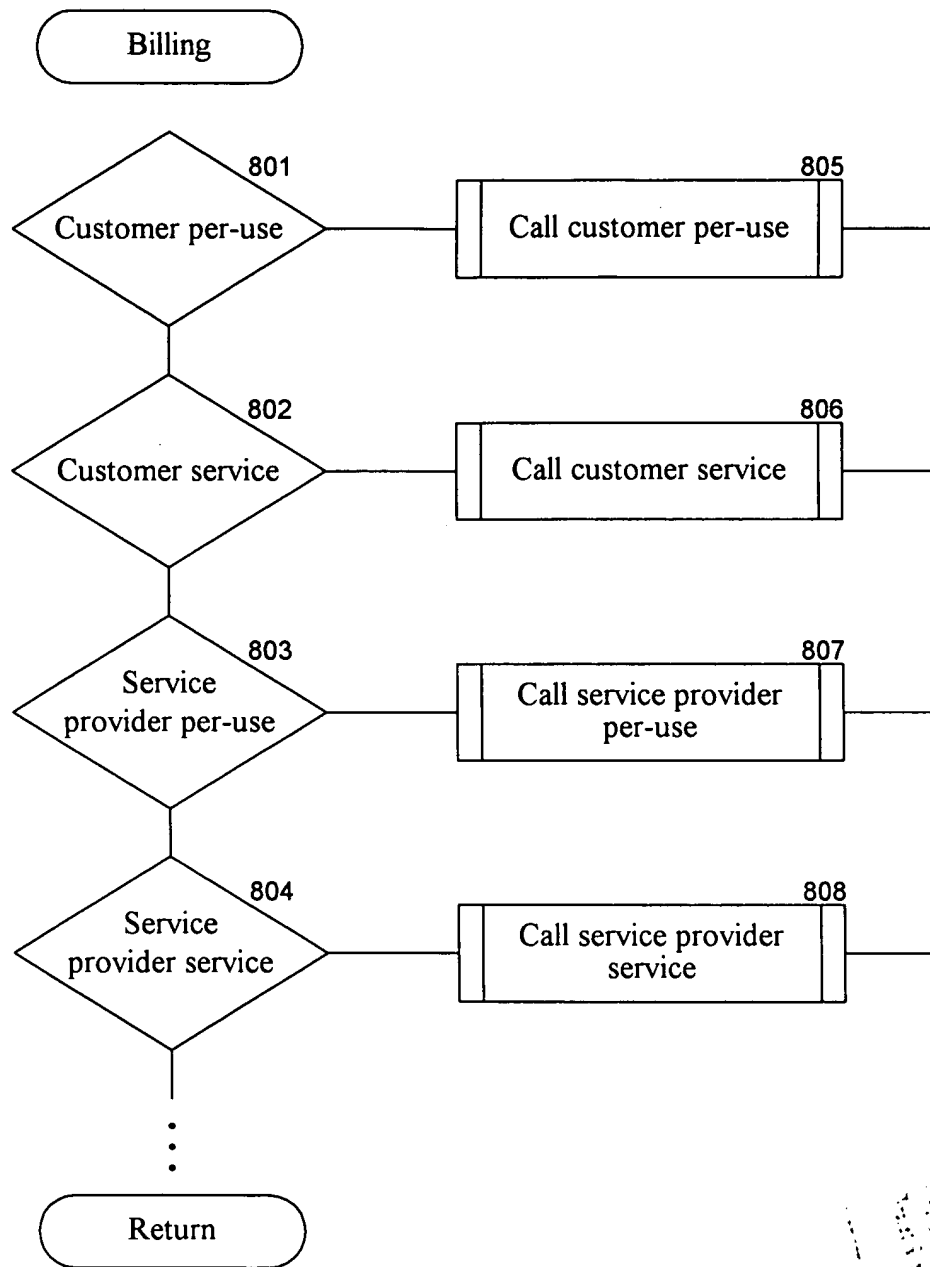 Billing
801
Customer per-use
805
Call customer per-use
802
Customer service
806
Call customer service
803
Service
provider per-use
807
Call service provider
per-use
804
Service
provider service
808
Call service provider
service
Return